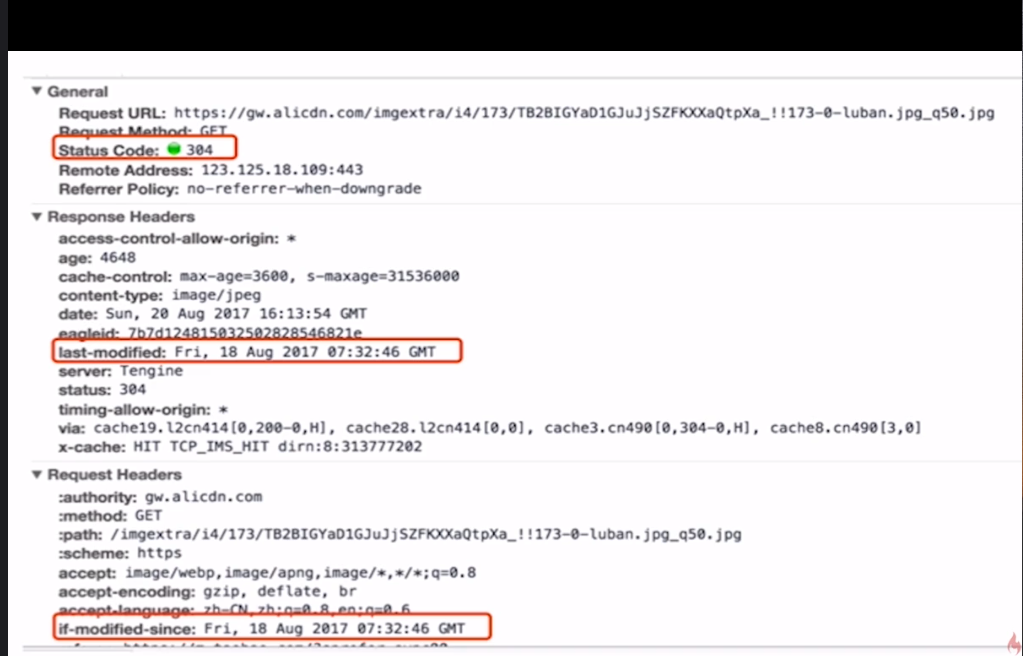 General
Request URL: https://gw.alicdn.com/imgextra/i4/173/TB2BIGYaD1GJuJjSZFKXXaQtpXa_!!173-0-luban.jpg_q50.jpg
Request Method: GET
Status Code: 304
Remote Address: 123.125.18.109:443
Referrer Policy: no-referrer-when-downgrade
Response Headers
access-control-allow-origin: *
age: 4648
cache-control: max-age=3600, s-maxage=31536000
content-type: image/jpeg
date: Sun, 20 Aug 2017 16:13:54 GMT
eagleid: 7b7d124815032502828546821e
last-modified: Fri, 18 Aug 2017 07:32:46 GMT
server: Tengine
status: 304
timing-allow-origin: *
via: cache19.l2cn414[0,200-0,H], cache28.l2cn414[0,0], cache3.cn490[0,304-0,H], cache8.cn490[3,0]
x-cache: HIT TCP_IMS_HIT dirn:8:313777202
Request Headers
:authority: gw.alicdn.com
:method: GET
:path: /imgextra/i4/173/TB2BIGYaD1GJuJjSZFKXXaQtpXa_!!173-0-luban.jpg_q50.jpg
:scheme: https
accept: image/webp,image/apng,image/*,*/*;q=0.8
accept-encoding: gzip, deflate, br
accept-language: zh-CN,zh;q=0.8,en;q=0.6
if-modified-since: Fri, 18 Aug 2017 07:32:46 GMT